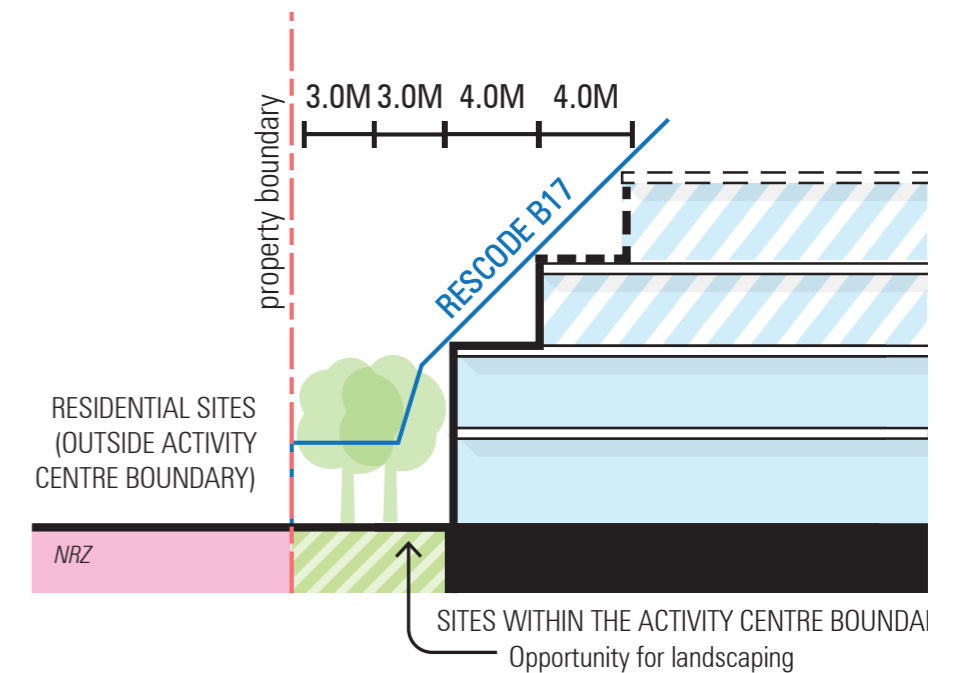 property boundary
3.0M 3.0M 4.0M 4.0M
RESCODE B17
RESIDENTIAL SITES
(OUTSIDE ACTIVITY
CENTRE BOUNDARY)
NRZ
SITES WITHIN THE ACTIVITY CENTRE BOUNDA
Opportunity for landscaping